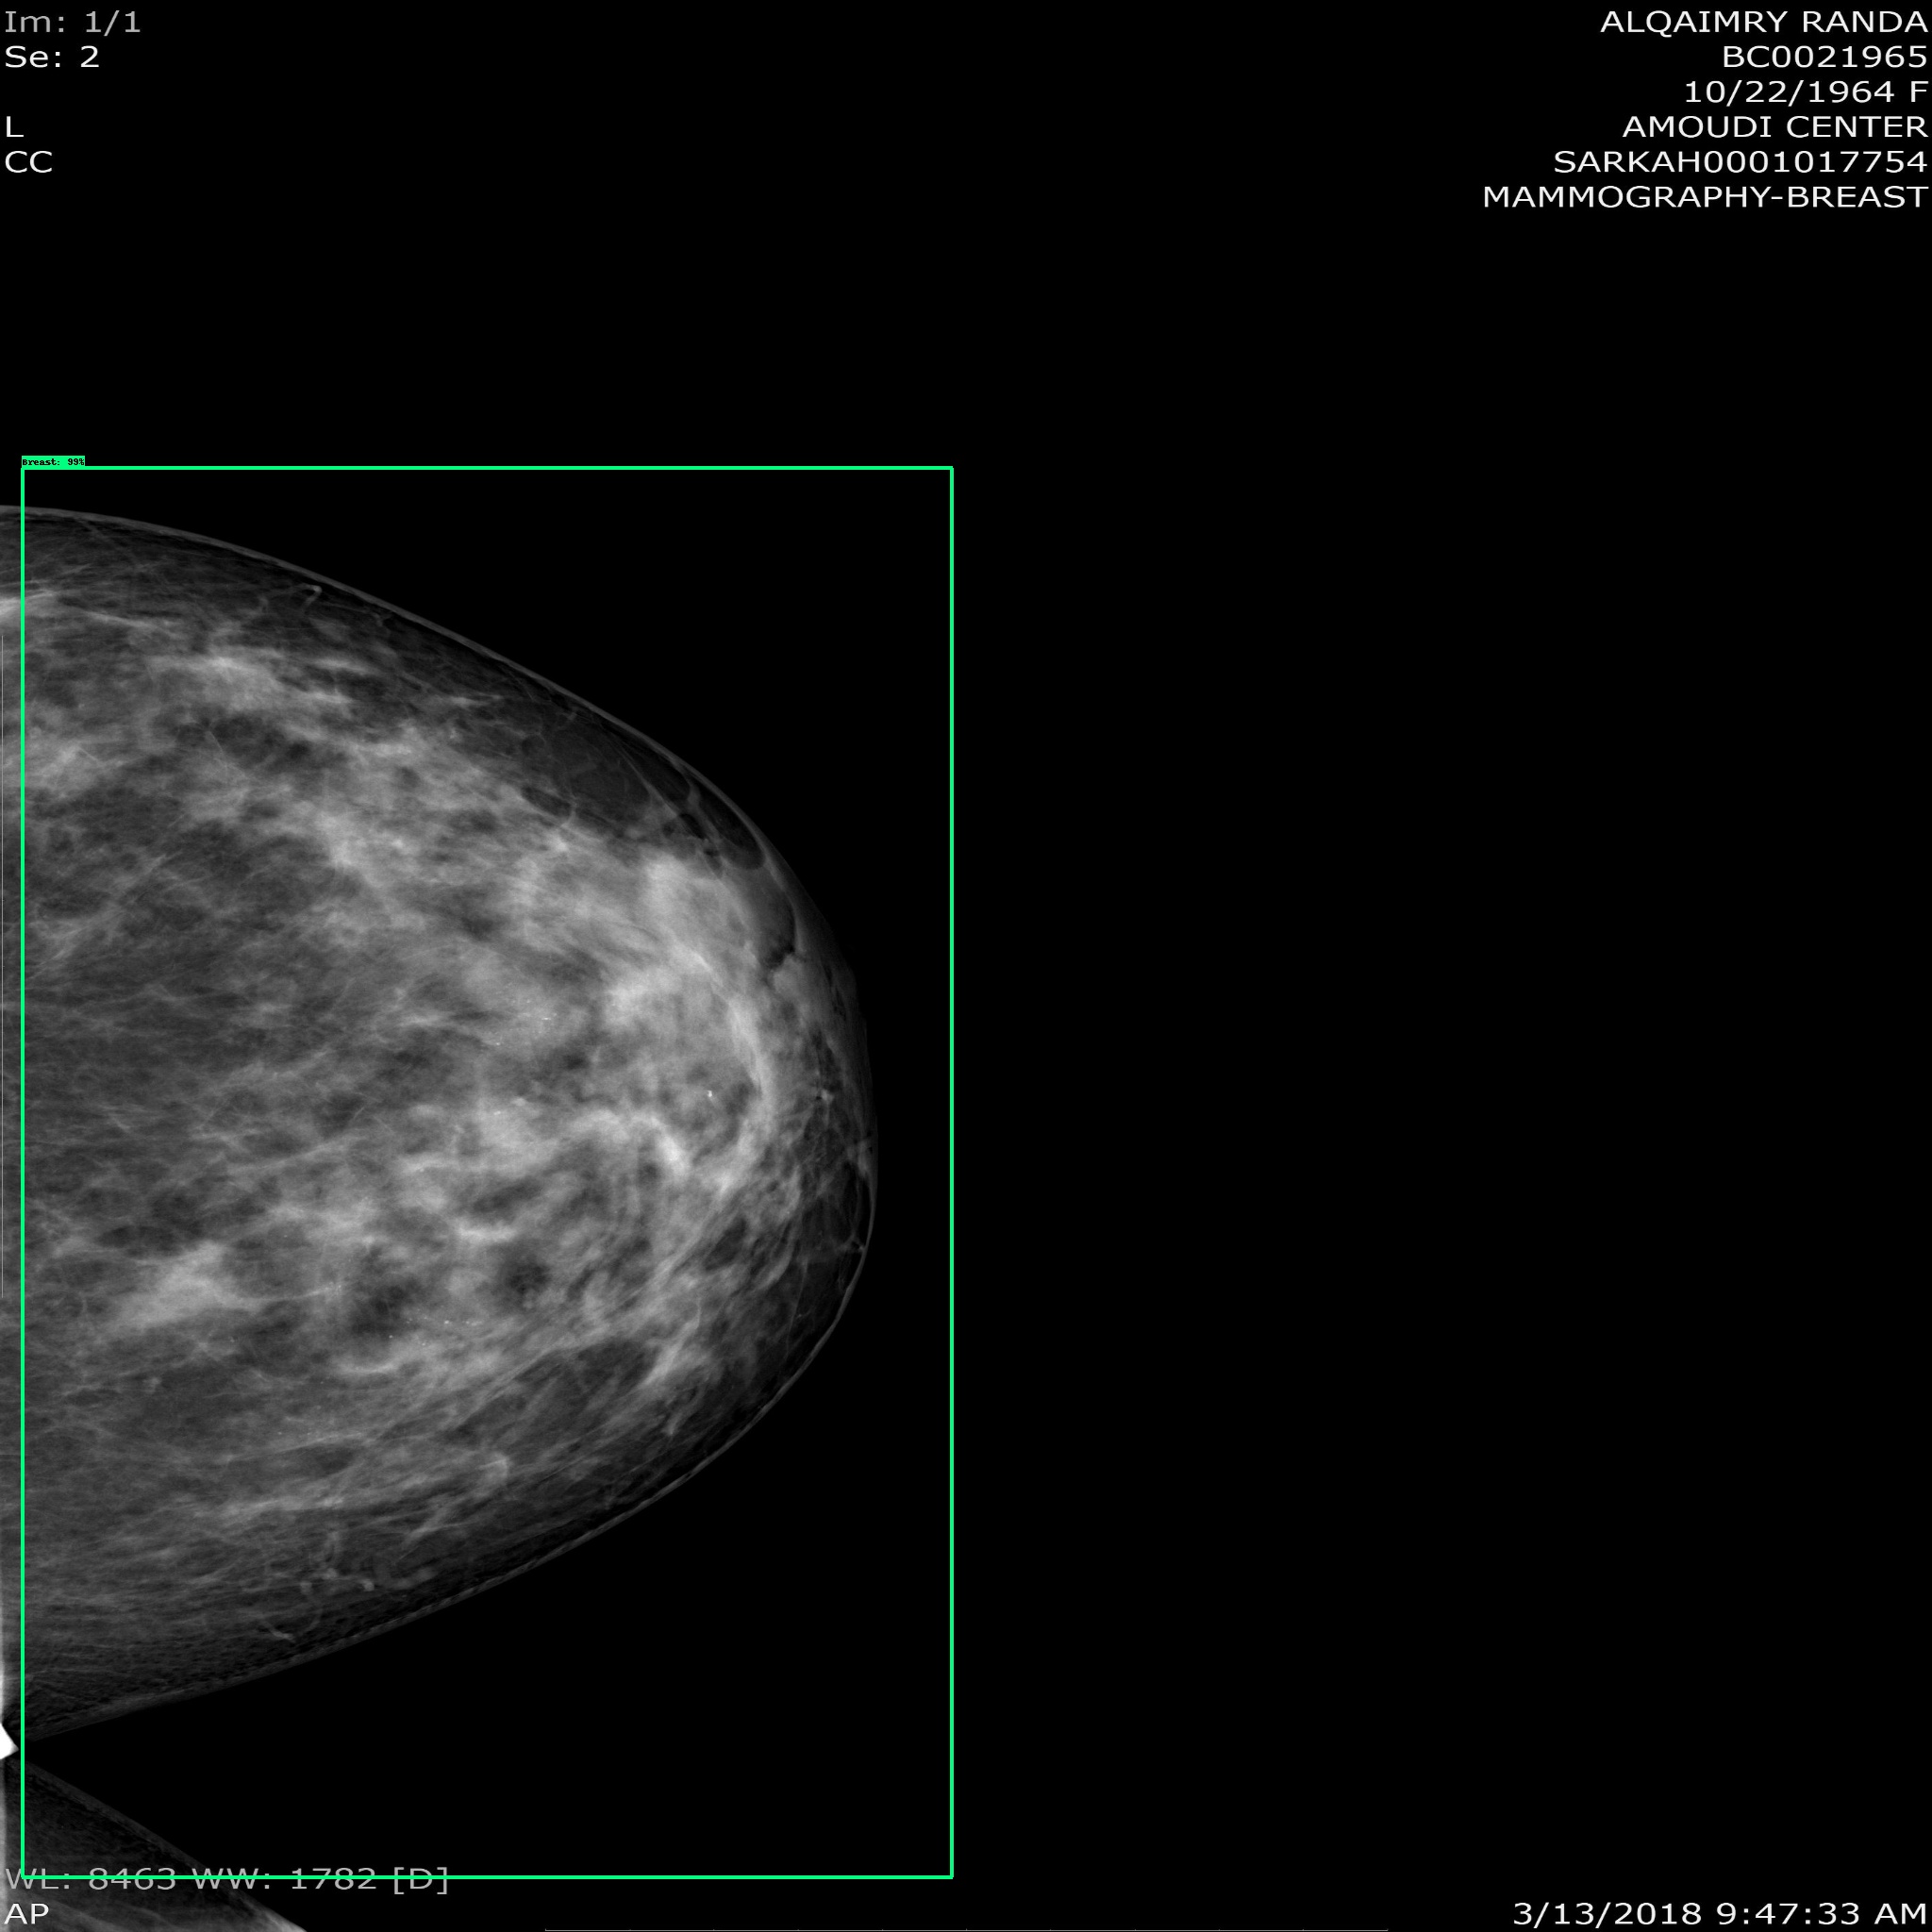 Im: 1/1
Se: 2
L
CC
ALQAIMRY RANDA
BC0021965
10/22/1964 F
AMOUDI CENTER
SARKAH0001017754
MAMMOGRAPHY-BREAST
Breast: 99%
WL: 8463 WW: 1782 [D]
AP
3/13/2018 9:47:33 AM